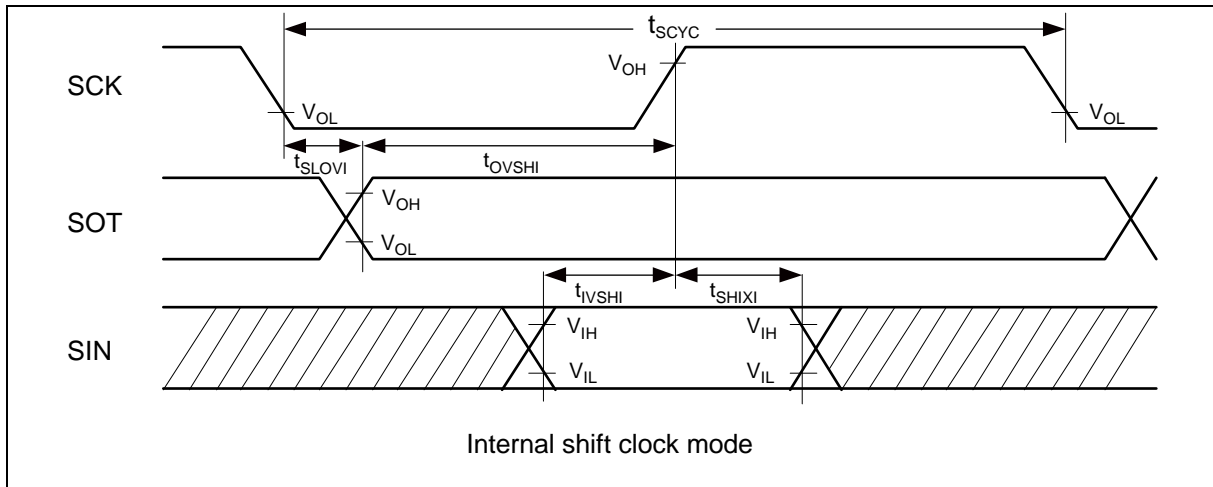 tSCYC
SCK
VOH
VOL
VOL
tSLOVI
tOVSHI
SOT
VOH
VOL
tIVSHI
tSHIXI
SIN
VIH
VIH
VIL
VIL
Internal shift clock mode